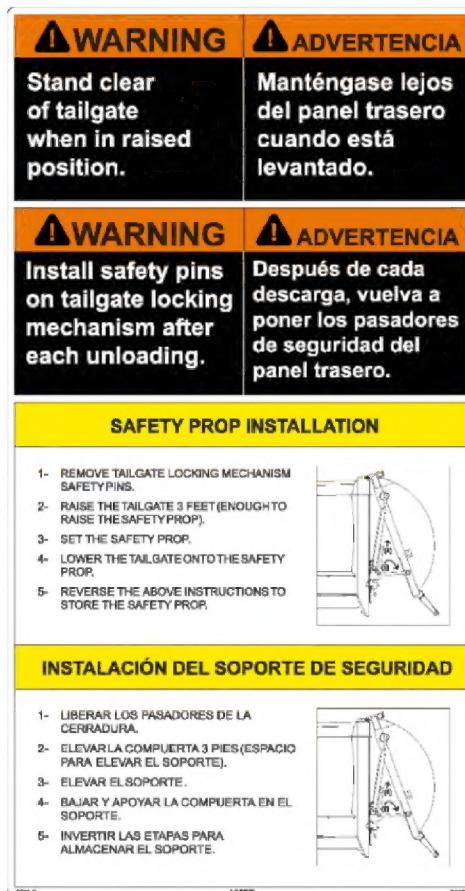 WARNING
Stand clear
of tailgate
when in raised
position.
ADVERTENCIA
Manténgase lejos
del panel trasero
cuando está
levantado.
WARNING
Install safety pins
on tailgate locking
mechanism after
each unloading.
ADVERTENCIA
Después de cada
descarga, vuelva a
poner los pasadores
de seguridad del
panel trasero.
SAFETY PROP INSTALLATION
1- REMOVE TAILGATE LOCKING MECHANISM
SAFETY PINS.
2- RAISE THE TAILGATE 3 FEET (ENOUGH TO
RAISE THE SAFETY PROP).
3- SET THE SAFETY PROP.
4- LOWER THE TAILGATE ONTO THE SAFETY
PROP.
5- REVERSE THE ABOVE INSTRUCTIONS TO
STORE THE SAFETY PROP.
INSTALACIÓN DEL SOPORTE DE SEGURIDAD
1- LIBERAR LOS PASADORES DE LA
CERRADURA.
2- ELEVAR LA COMPUERTA 3 PIES (ESPACIO
PARA ELEVAR EL SOPORTE).
3- ELEVAR EL SOPORTE.
4- BAJAR Y APOYAR LA COMPUERTA EN EL
SOPORTE.
5- INVERTIR LAS ETAPAS PARA
ALMACENAR EL SOPORTE.